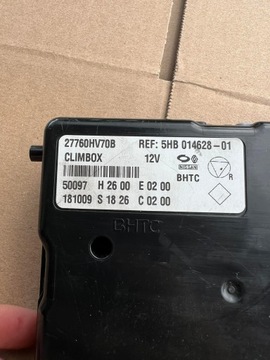 27760HV70B REF: 5HB 014628-01
CLIMBOX 12V NISSAN BHTC R
50097 H 26 00 E 02 00
181009 S 18 26 C 02 00
BHTC